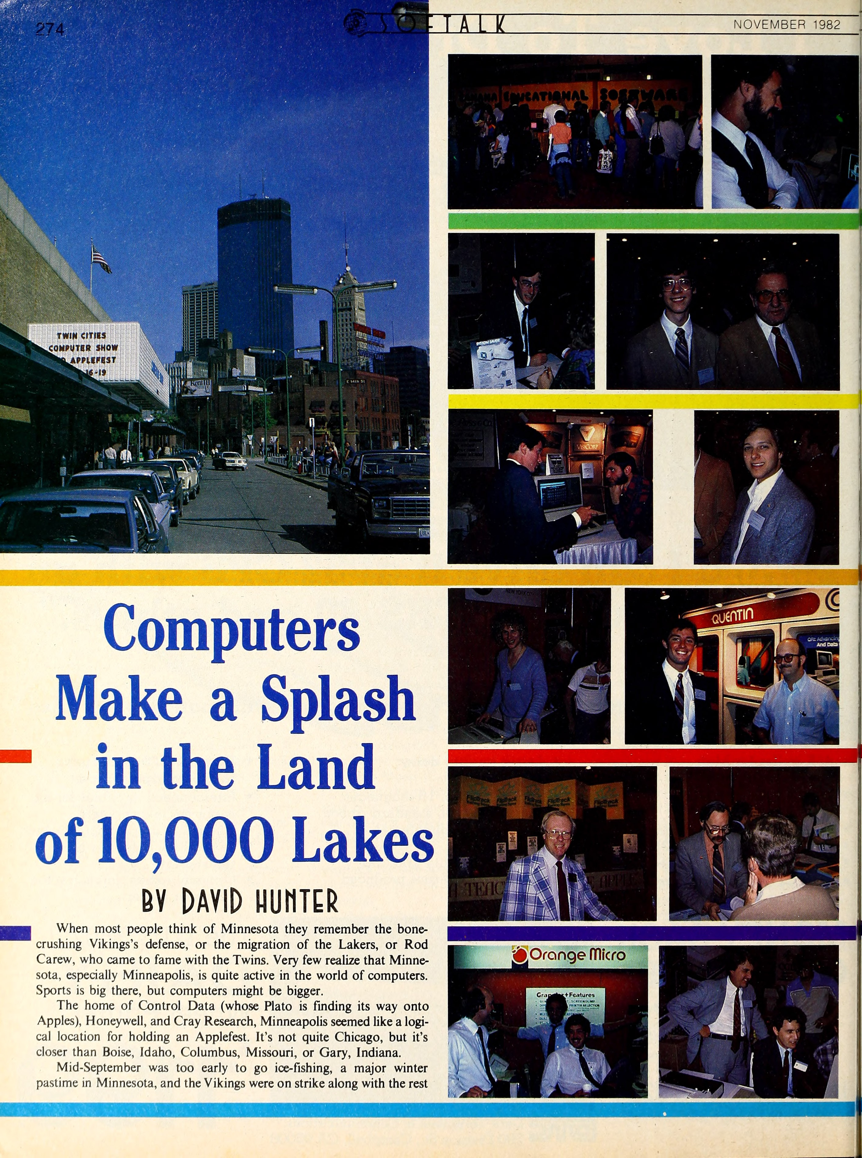 274
SOFTALK
NOVEMBER 1982
TWIN CITIES
COMPUTER SHOW
APPLEFEST
16-19
EDUCATIONAL SOFTWARE
QUENTIN
And Data
Orange Micro
Graphics + Features
Computers
Make a Splash
in the Land
of 10,000 Lakes
BY DAVID HUNTER
When most people think of Minnesota they remember the bone-
crushing Vikings's defense, or the migration of the Lakers, or Rod
Carew, who came to fame with the Twins. Very few realize that Minne-
sota, especially Minneapolis, is quite active in the world of computers.
Sports is big there, but computers might be bigger.
The home of Control Data (whose Plato is finding its way onto
Apples), Honeywell, and Cray Research, Minneapolis seemed like a logi-
cal location for holding an Applefest. It's not quite Chicago, but it's
closer than Boise, Idaho, Columbus, Missouri, or Gary, Indiana.
Mid-September was too early to go ice-fishing, a major winter
pastime in Minnesota, and the Vikings were on strike along with the rest